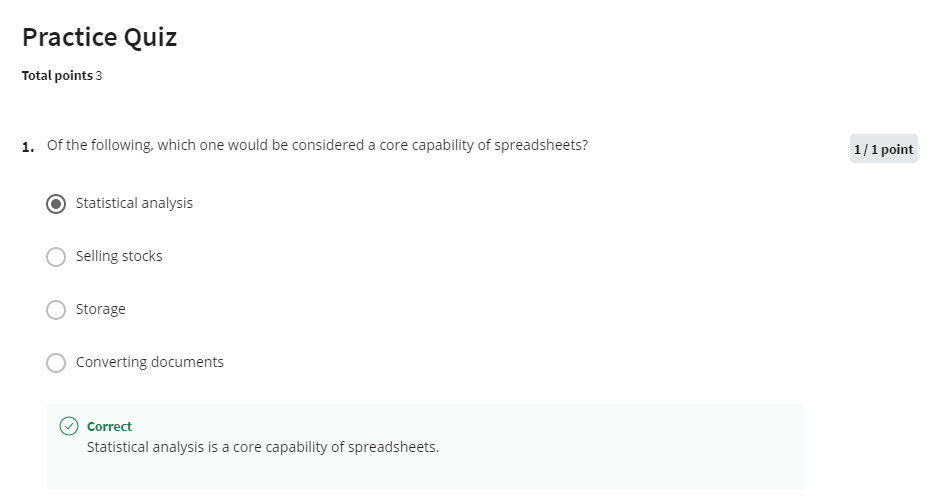 Practice Quiz
Total points 3
1. Of the following, which one would be considered a core capability of spreadsheets?
1 / 1 point
Statistical analysis
Selling stocks
Storage
Converting documents
Correct
Statistical analysis is a core capability of spreadsheets.